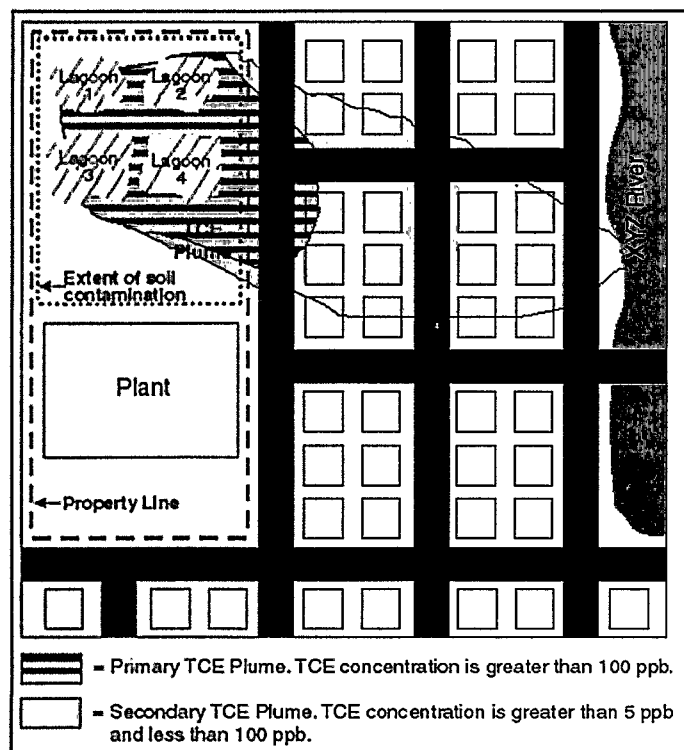 Lagoon
1
Lagoon
2
Lagoon
3
Lagoon
4
TCE
Plume
Extent of soil
contamination
Plant
Property Line
XYZ River
= Primary TCE Plume. TCE concentration is greater than 100 ppb.
= Secondary TCE Plume. TCE concentration is greater than 5 ppb
and less than 100 ppb.